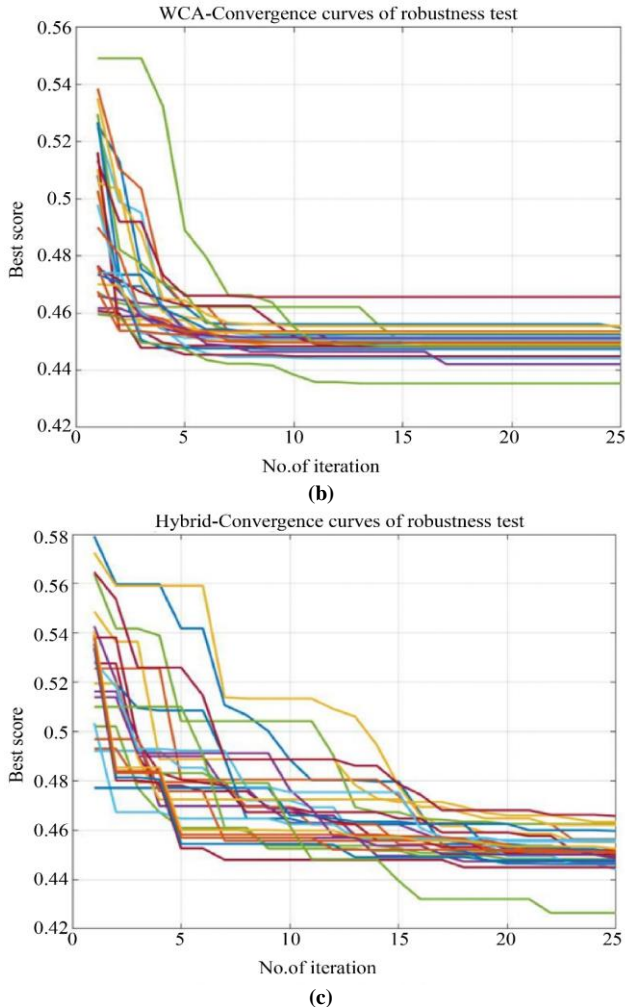 WCA-Convergence curves of robustness test
0.56
0.54
0.52
0.5
0.48
0.46
0.44
0.42
Best score
0 5 10 15 20 25
No.of iteration
(b)
Hybrid-Convergence curves of robustness test
0.58
0.56
0.54
0.52
0.5
0.48
0.46
0.44
0.42
Best score
0 5 10 15 20 25
No.of iteration
(c)